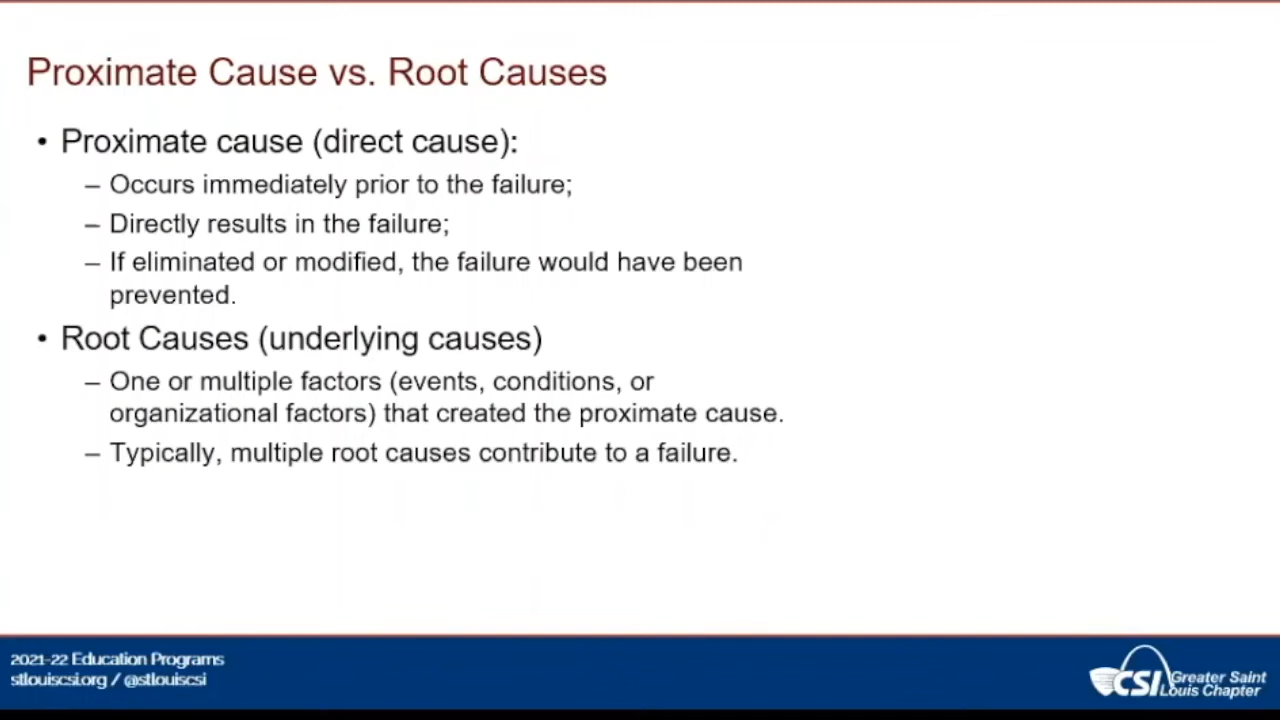 Proximate Cause vs. Root Causes
• Proximate cause (direct cause):
– Occurs immediately prior to the failure;
– Directly results in the failure;
– If eliminated or modified, the failure would have been
prevented.
• Root Causes (underlying causes)
– One or multiple factors (events, conditions, or
organizational factors) that created the proximate cause.
– Typically, multiple root causes contribute to a failure.
2021-22 Education Programs
stlouiscsi.org / @stlouiscsi
CSI Greater Saint
Louis Chapter